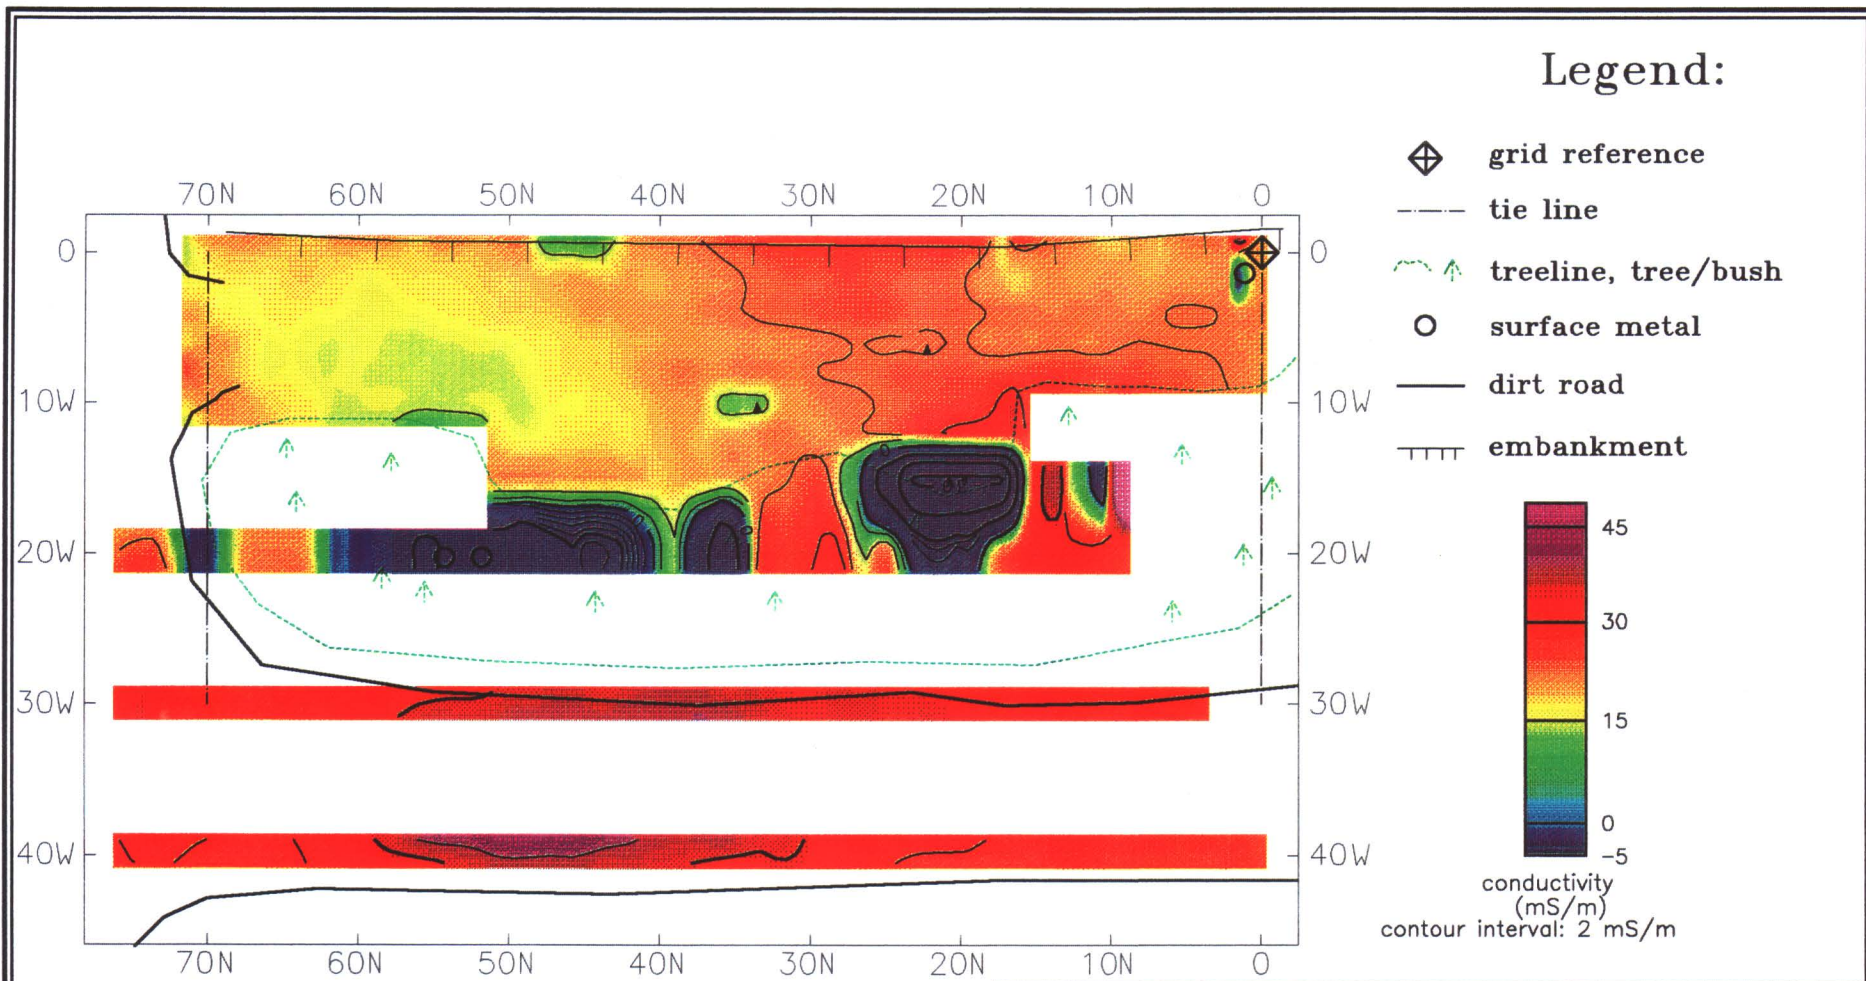 Legend:
grid reference
tie line
treeline, tree/bush
surface metal
dirt road
embankment
70N 60N 50N 40N 30N 20N 10N 0
0 0
10W 10W
20W 20W
30W 30W
40W 40W
70N 60N 50N 40N 30N 20N 10N 0
45
30
15
0
-5
conductivity
(mS/m)
contour interval: 2 mS/m